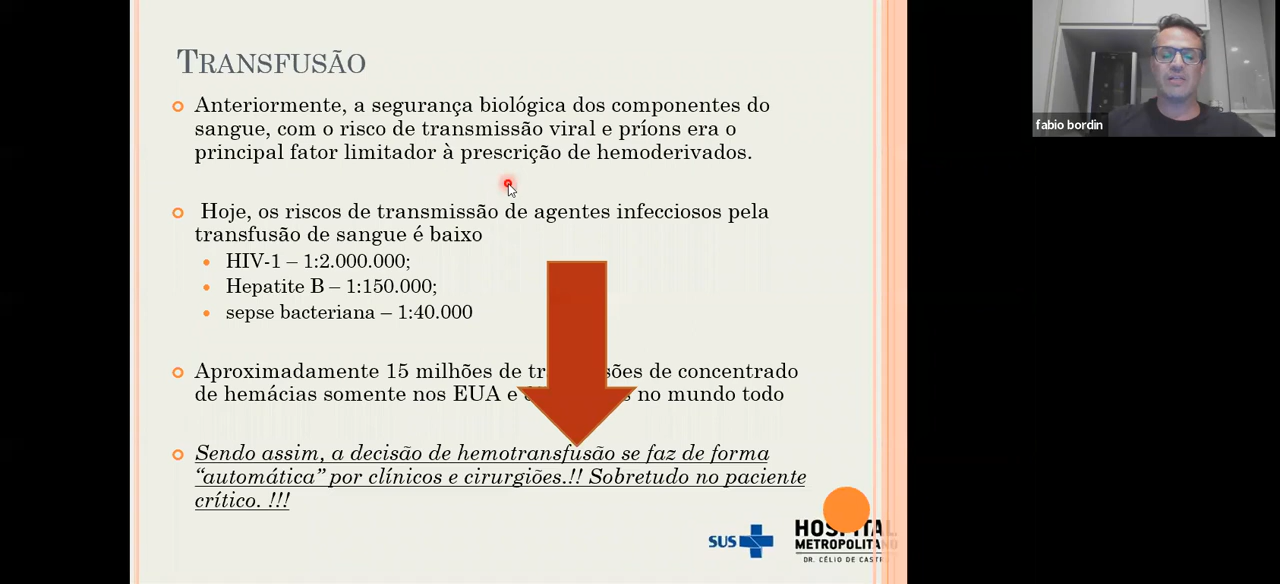 TRANSFUSÃO
Anteriormente, a segurança biológica dos componentes do
sangue, com o risco de transmissão viral e príons era o
principal fator limitador à prescrição de hemoderivados.
Hoje, os riscos de transmissão de agentes infecciosos pela
transfusão de sangue é baixo
HIV-1 – 1:2.000.000;
Hepatite B – 1:150.000;
sepse bacteriana – 1:40.000
Aproximadamente 15 milhões de de concentrado
de hemácias somente nos EUA e no mundo todo
Sendo assim, a decisão de hemotransfusão se faz de forma
“automática” por clínicos e cirurgiões.!! Sobretudo no paciente
crítico. !!!
SUS
HOSPITAL
METROPOLITANO
DR. CÉLIO DE CASTRO
fabio bordin